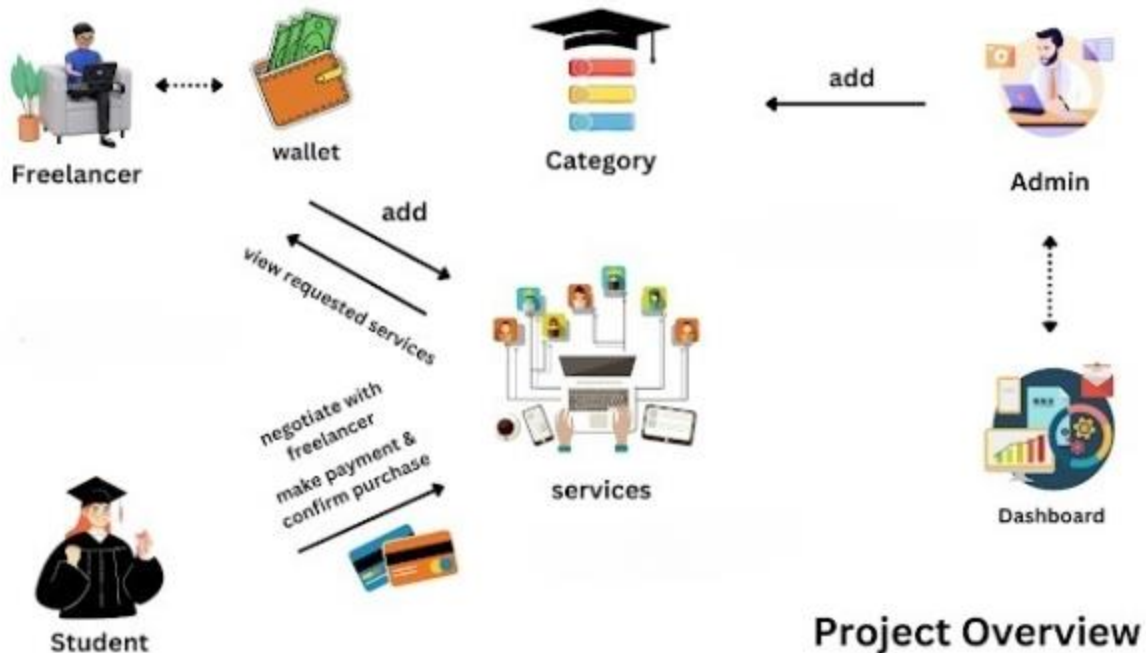 add
wallet
Category
Freelancer
Admin
add
view requested services
negotiate with
freelancer
make payment &
confirm purchase
services
Dashboard
Student
Project Overview